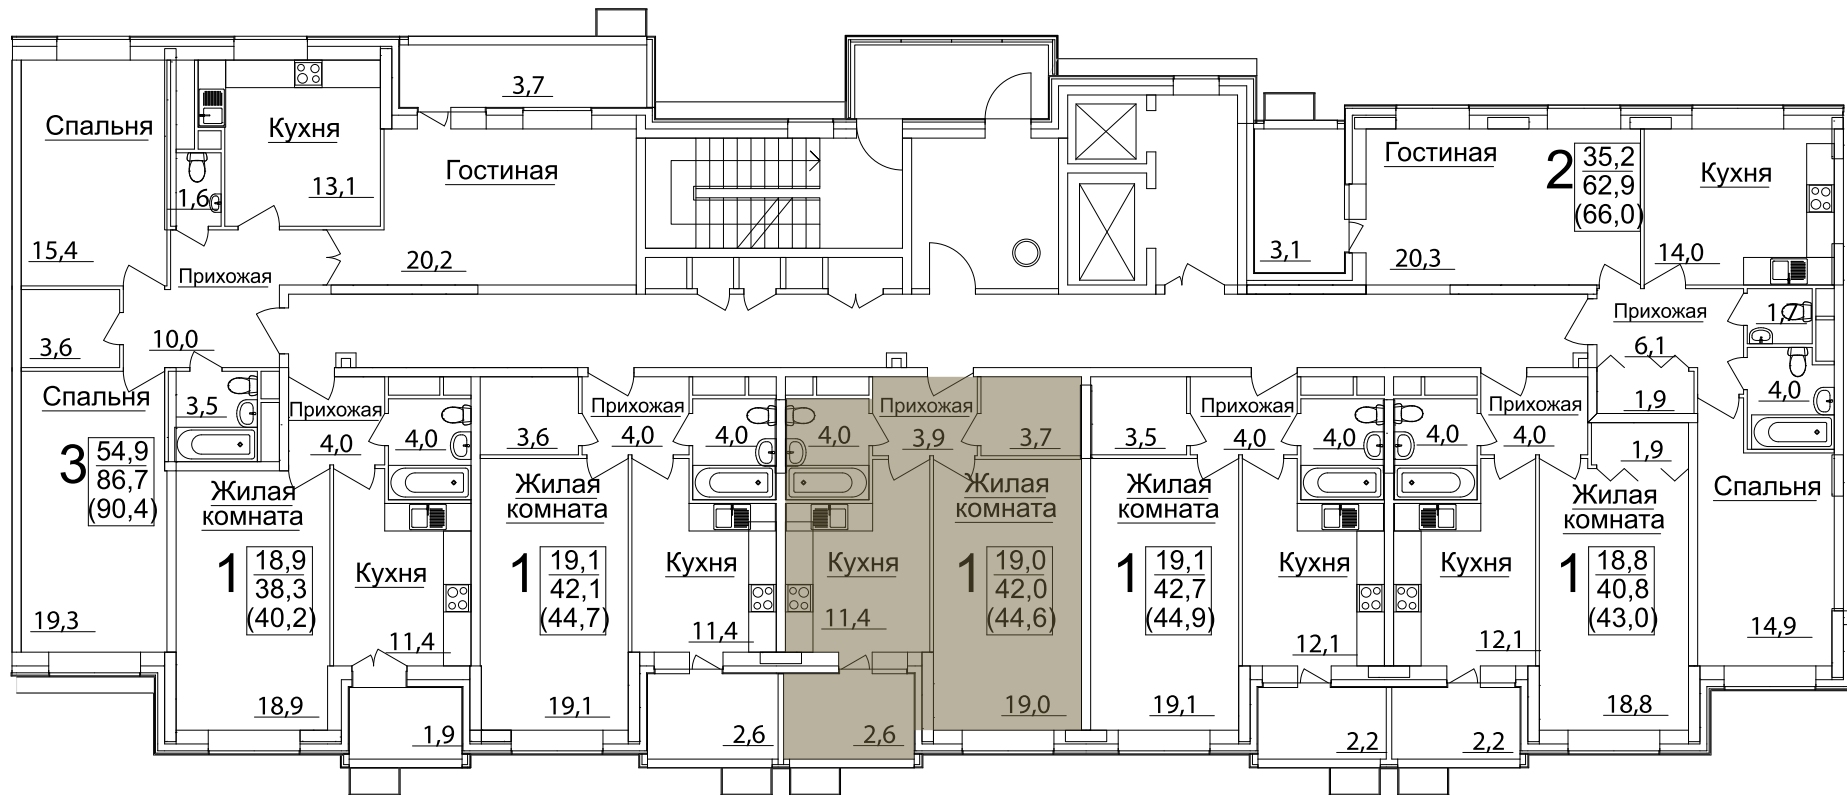 3,7
Спальня
Кухня
13,1
1,6
15,4
Прихожая
Гостиная
20,2
3,6
10,0
Спальня
3,5
3
54,9
86,7
(90,4)
19,3
3,1
Гостиная
20,3
2
35,2
62,9
(66,0)
Кухня
14,0
Прихожая
6,1
1,7
4,0
1,9
Спальня
14,9
Прихожая
4,0
4,0
Жилая
комната
1
18,9
38,3
(40,2)
Кухня
11,4
18,9
1,9
3,6
Прихожая
4,0
4,0
Жилая
комната
1
19,1
42,1
(44,7)
Кухня
11,4
19,1
2,6
4,0
Прихожая
3,9
3,7
Жилая
комната
Кухня
1
19,0
42,0
(44,6)
11,4
19,0
2,6
3,5
Прихожая
4,0
4,0
Жилая
комната
1
19,1
42,7
(44,9)
Кухня
12,1
19,1
2,2
4,0
Прихожая
4,0
1,9
Жилая
комната
Кухня
1
18,8
40,8
(43,0)
12,1
18,8
2,2